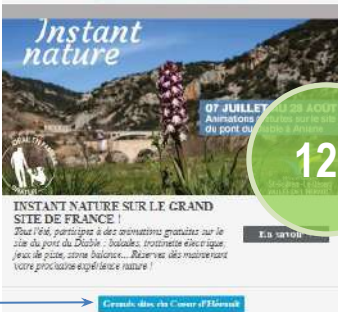 Instant
nature
07 JUILLET AU 28 AOÛT
Animations gratuites sur le site
du pont du Diable à Aniane
12
INSTANT NATURE SUR LE GRAND
SITE DE FRANCE !
Tout l'été, participez à des animations gratuites sur le
site du pont du Diable : balades, trottinette électrique,
jeux de piste, stone balance... Réservez dès maintenant
votre prochaine expérience nature !
En savoir
Grands sites du Coeur d'Hérault